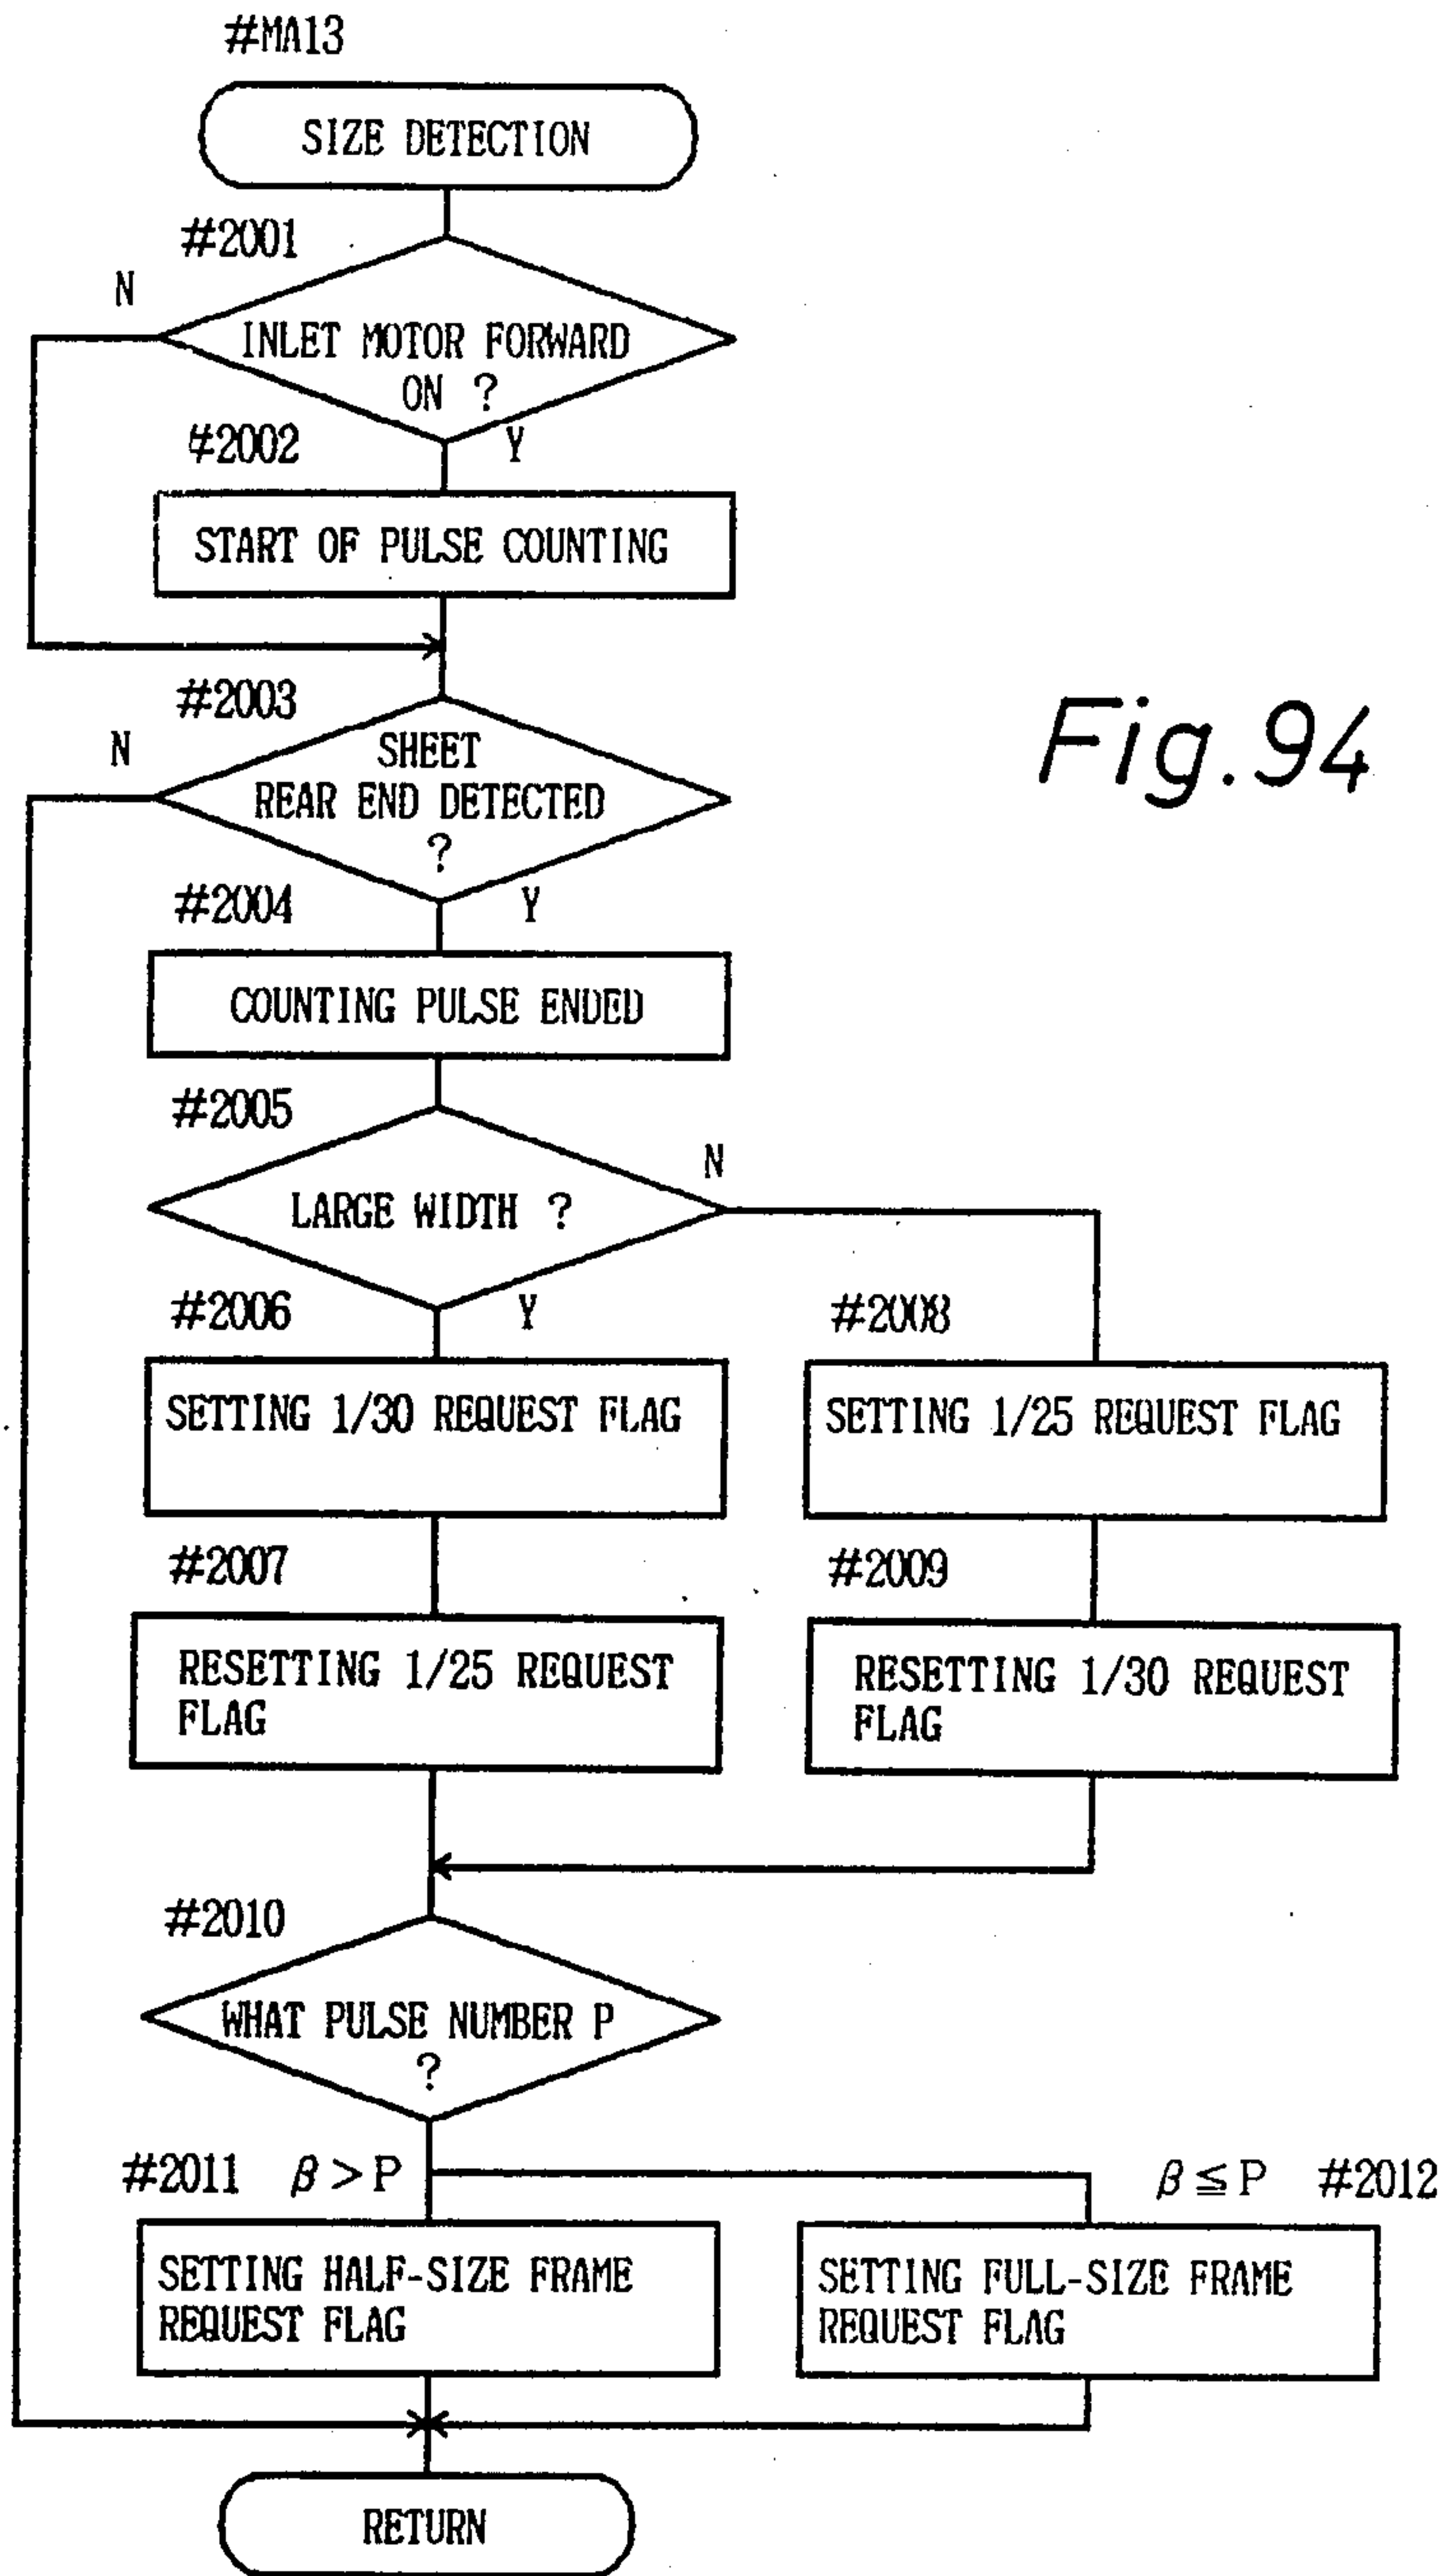 #MA13
SIZE DETECTION
#2001
N
INLET MOTOR FORWARD
ON ?
#2002
Y
START OF PULSE COUNTING
#2003
N
SHEET
REAR END DETECTED
?
Fig.94
#2004
Y
COUNTING PULSE ENDED
#2005
N
LARGE WIDTH ?
#2006
Y
#2008
SETTING 1/30 REQUEST FLAG
SETTING 1/25 REQUEST FLAG
#2007
#2009
RESETTING 1/25 REQUEST
FLAG
RESETTING 1/30 REQUEST
FLAG
#2010
WHAT PULSE NUMBER P
?
#2011 β > P
β ≦ P #2012
SETTING HALF-SIZE FRAME
REQUEST FLAG
SETTING FULL-SIZE FRAME
REQUEST FLAG
RETURN